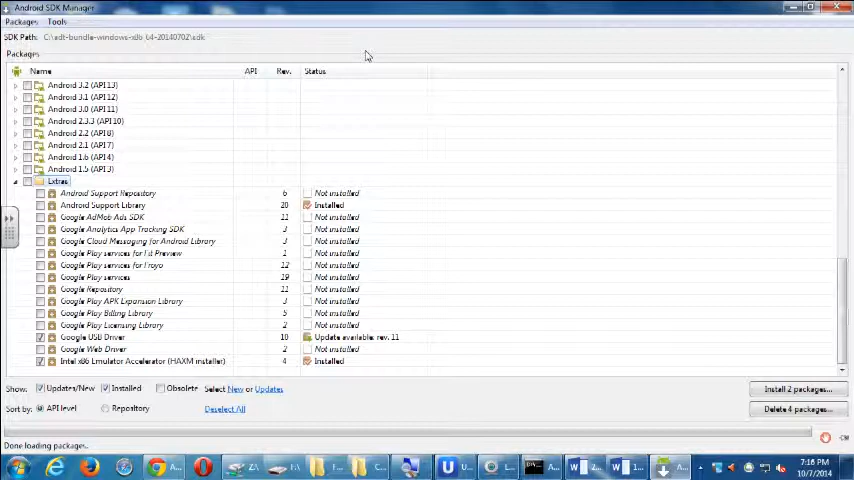 Android SDK Manager
Packages Tools
SDK Path: C:\adt-bundle-windows-x86_64-20140702\sdk
Packages
Name API Rev. Status
Android 3.2 (API 13)
Android 3.1 (API 12)
Android 3.0 (API 11)
Android 2.3.3 (API 10)
Android 2.2 (API 8)
Android 2.1 (API 7)
Android 1.6 (API 4)
Android 1.5 (API 3)
Extras
Android Support Repository 6 Not installed
Android Support Library 20 Installed
Google AdMob Ads SDK 11 Not installed
Google Analytics App Tracking SDK 3 Not installed
Google Cloud Messaging for Android Library 3 Not installed
Google Play services for Fit Preview 1 Not installed
Google Play services for Froyo 12 Not installed
Google Play services 19 Not installed
Google Repository 11 Not installed
Google Play APK Expansion Library 3 Not installed
Google Play Billing Library 5 Not installed
Google Play Licensing Library 2 Not installed
Google USB Driver 10 Update available: rev. 11
Google Web Driver 2 Not installed
Intel x86 Emulator Accelerator (HAXM installer) 4 Installed
Show: Updates/New Installed Obsolete Select New or Updates Install 2 packages...
Sort by: API level Repository Deselect All Delete 4 packages...
Done loading packages.
A... Z:\ H:\ F... C... U... L... A... 2... 1... A... 7:16 PM
10/7/2014